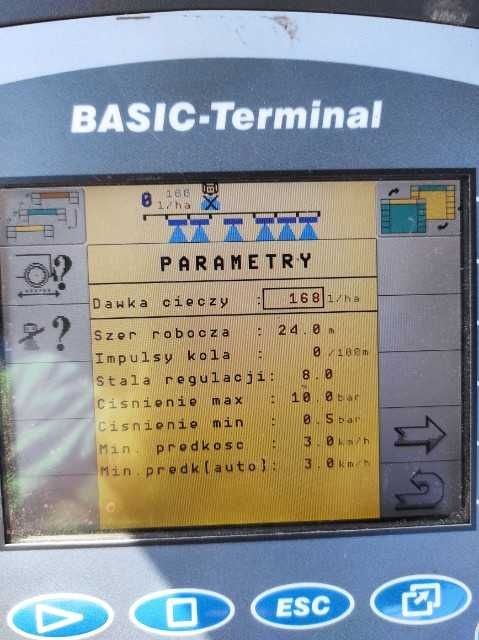 BASIC-Terminal
0 168 l/ha
PARAMETRY
Dawka cieczy : 168 l/ha
Szer robocza : 24.0 m
Impulsy kola : 0 /100m
Stala regulacji: 8.0
Cisnienie max : 10.0 bar
Cisnienie min : 0.5 bar
Min. predkosc : 3.0 km/h
Min.predk(auto): 3.0 km/h
ESC